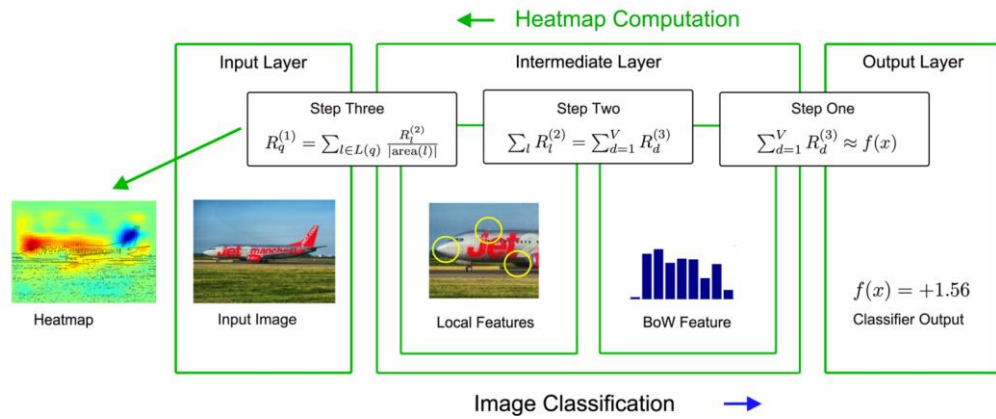 ← Heatmap Computation
Input Layer
Intermediate Layer
Output Layer
Step Three
R_q^{(1)} = \sum_{l \in L(q)} \frac{R_l^{(2)}}{|area(l)|}
Step Two
\sum_l R_l^{(2)} = \sum_{d=1}^{V} R_d^{(3)}
Step One
\sum_{d=1}^{V} R_d^{(3)} ≈ f(x)
Jet
Jet
f(x) = +1.56
Heatmap
Input Image
Local Features
BoW Feature
Classifier Output
Image Classification →